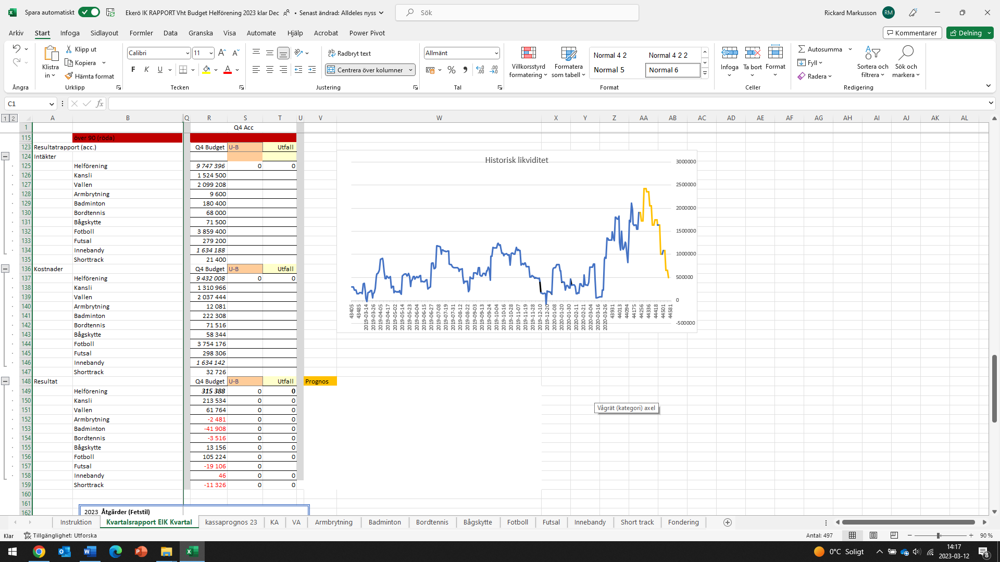 Spara automatiskt
Ekerö IK RAPPORT Vht Budget Helförening 2023 klar Dec • Senast ändrad: Alldeles nyss
Sök
Rickard Markusson RM
Arkiv Start Infoga Sidlayout Formler Data Granska Visa Automate Hjälp Acrobat Power Pivot
Kommentarer Delning
Klistra in
Klipp ut
Kopiera
Hämta format
Calibri 11
F K U
A A
Radbryt text
Centrera över kolumner
Allmänt
%
Villkorsstyrd formatering
Formatera som tabell
Normal 4 2 Normal 4 2 2
Normal 5 Normal 6
Infoga Ta bort Format
Autosumma
Fyll
Radera
Sortera och filtrera
Sök och markera
Ångra Urklipp Tecken Justering Tal Format Celler Redigering
C1 fx
1 2 A B Q R S T U V W X Y Z AA AB AC AD AE AF AG AH AI AJ AK AL
1 Q4 Acc
115 över 90 (röda)
123 Resultatrapport (acc.) Q4 Budget U-B Utfall
124 Intäkter
125 Helförening 9 747 396 0 0
126 Kansli 1 524 500
127 Vallen 2 099 208
128 Armbrytning 9 600
129 Badminton 180 400
130 Bordtennis 68 000
131 Bågskytte 71 500
132 Fotboll 3 859 400
133 Futsal 279 200
134 Innebandy 1 634 188
135 Shorttrack 21 400
136 Kostnader Q4 Budget U-B Utfall
137 Helförening 9 432 008 0 0
138 Kansli 1 310 966
139 Vallen 2 037 444
140 Armbrytning 12 081
141 Badminton 222 308
142 Bordtennis 71 516
143 Bågskytte 58 344
144 Fotboll 3 754 176
145 Futsal 298 306
146 Innebandy 1 634 142
147 Shorttrack 32 726
148 Resultat Q4 Budget U-B Utfall Prognos
149 Helförening 315 388 0 0
150 Kansli 213 534 0 0
151 Vallen 61 764 0 0
152 Armbrytning -2 481 0 0
153 Badminton -41 908 0 0
154 Bordtennis -3 516 0 0
155 Bågskytte 13 156 0 0
156 Fotboll 105 224 0 0
157 Futsal -19 106 0
158 Innebandy 46 0 0
159 Shorttrack -11 326 0 0
160
161
162 2023 Åtgärder (Fetstil)
Historisk likviditet
3000000
2500000
2000000
1500000
1000000
500000
0
-500000
43405 43485 2019-03-14 2019-03-26 2019-04-05 2019-04-17 2019-05-02 2019-05-14 2019-05-23 2019-06-04 2019-06-15 2019-06-27 2019-07-08 2019-07-19 2019-07-31 2019-08-12 2019-08-22 2019-09-03 2019-09-13 2019-09-24 2019-10-04 2019-10-16 2019-10-28 2019-11-07 2019-11-19 2019-11-28 2019-12-10 2019-12-20 2020-01-08 2020-01-20 2020-01-30 2020-02-11 2020-02-21 2020-03-04 2020-03-16 2020-03-26 43931 44013 44094 44175 44256 44336 44418 44501 44581
Vågrät (kategori) axel
Instruktion Kvartalsrapport EIK Kvartal kassaprognos 23 KA VA Armbrytning Badminton Bordtennis Bågskytte Fotboll Futsal Innebandy Short track Fondering
Klar Tillgänglighet: Utforska Antal: 497 90 %
0°C Soligt
14:17
2023-03-12
8